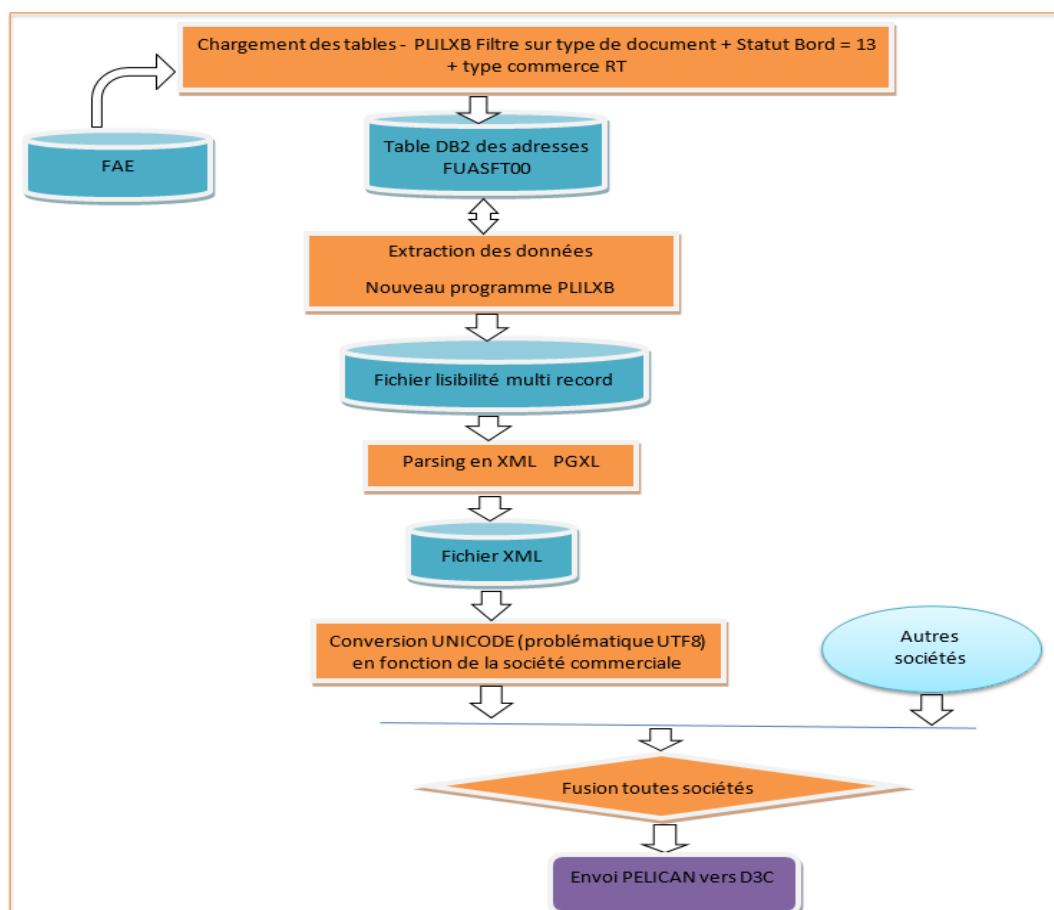 Chargement des tables - PLILXB Filtre sur type de document + Statut Bord = 13
+ type commerce RT
FAE
Table DB2 des adresses
FUASFT00
Extraction des données
Nouveau programme PLILXB
Fichier lisibilité multi record
Parsing en XML PGXL
Fichier XML
Conversion UNICODE (problématique UTF8)
en fonction de la société commerciale
Autres
sociétés
Fusion toutes sociétés
Envoi PELICAN vers D3C